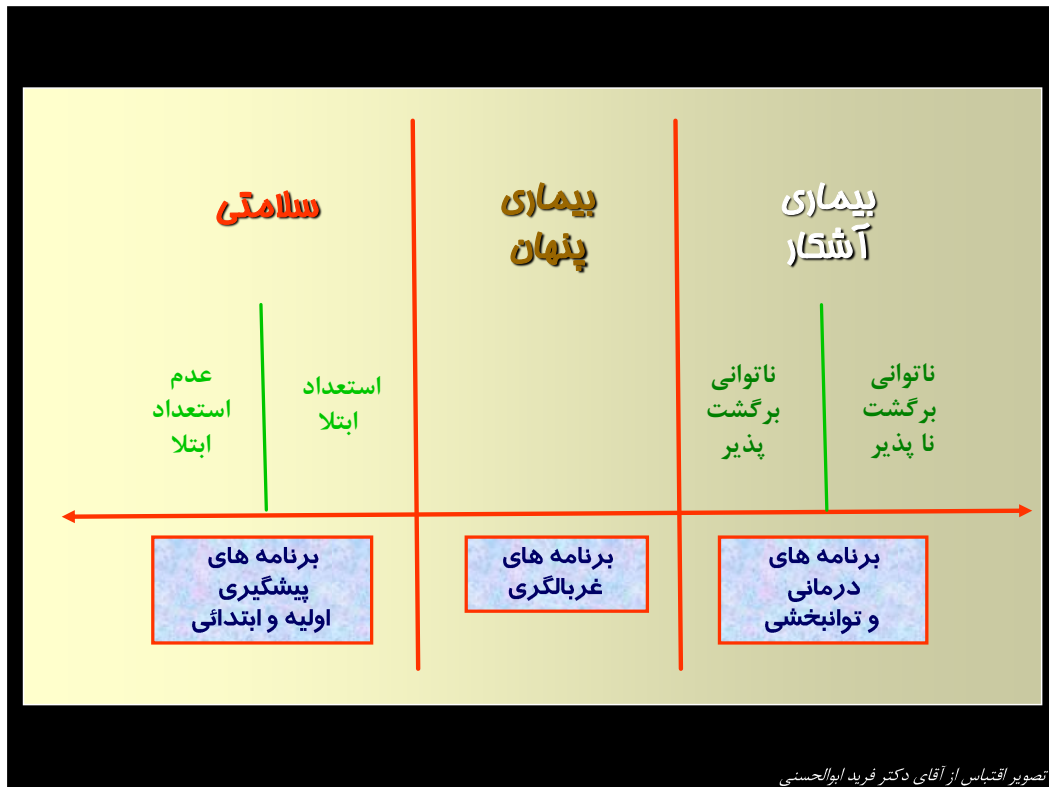 سلامتی
بیماری
پنهان
بیماری
آشکار
عدم
استعداد
ابتلا
استعداد
ابتلا
ناتوانی
برگشت
پذیر
ناتوانی
برگشت
نا پذیر
برنامه های
پیشگیری
اولیه و ابتدائی
برنامه های
غربالگری
برنامه های
درمانی
و توانبخشی
تصویر اقتباس از آقای دکتر فرید ابوالحسنی